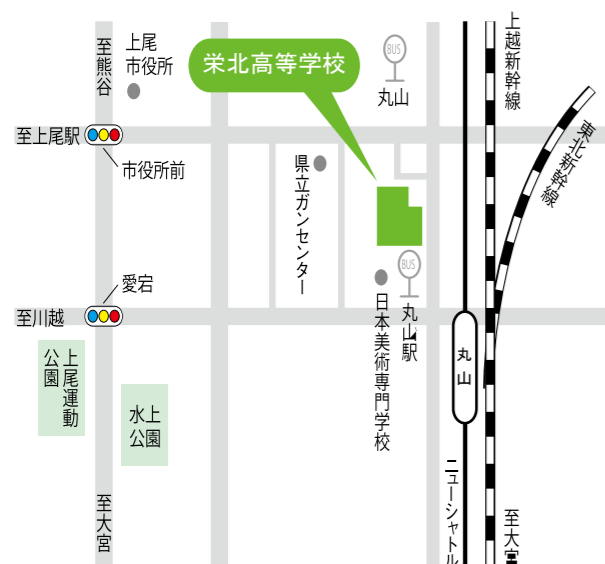 至熊谷
上尾
市役所
栄北高等学校
BUS
丸山
上越新幹線
東北新幹線
至上尾駅
市役所前
県立ガンセンター
愛宕
至川越
BUS
丸山駅
日本美術専門学校
丸山
上尾運動
公園
水上
公園
至大宮
ニューシャトル
至大宮